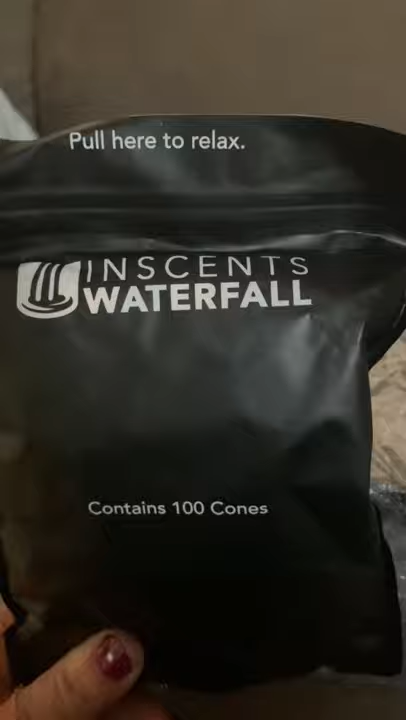 Pull here to relax.
INSCENTS
WATERFALL
Contains 100 Cones